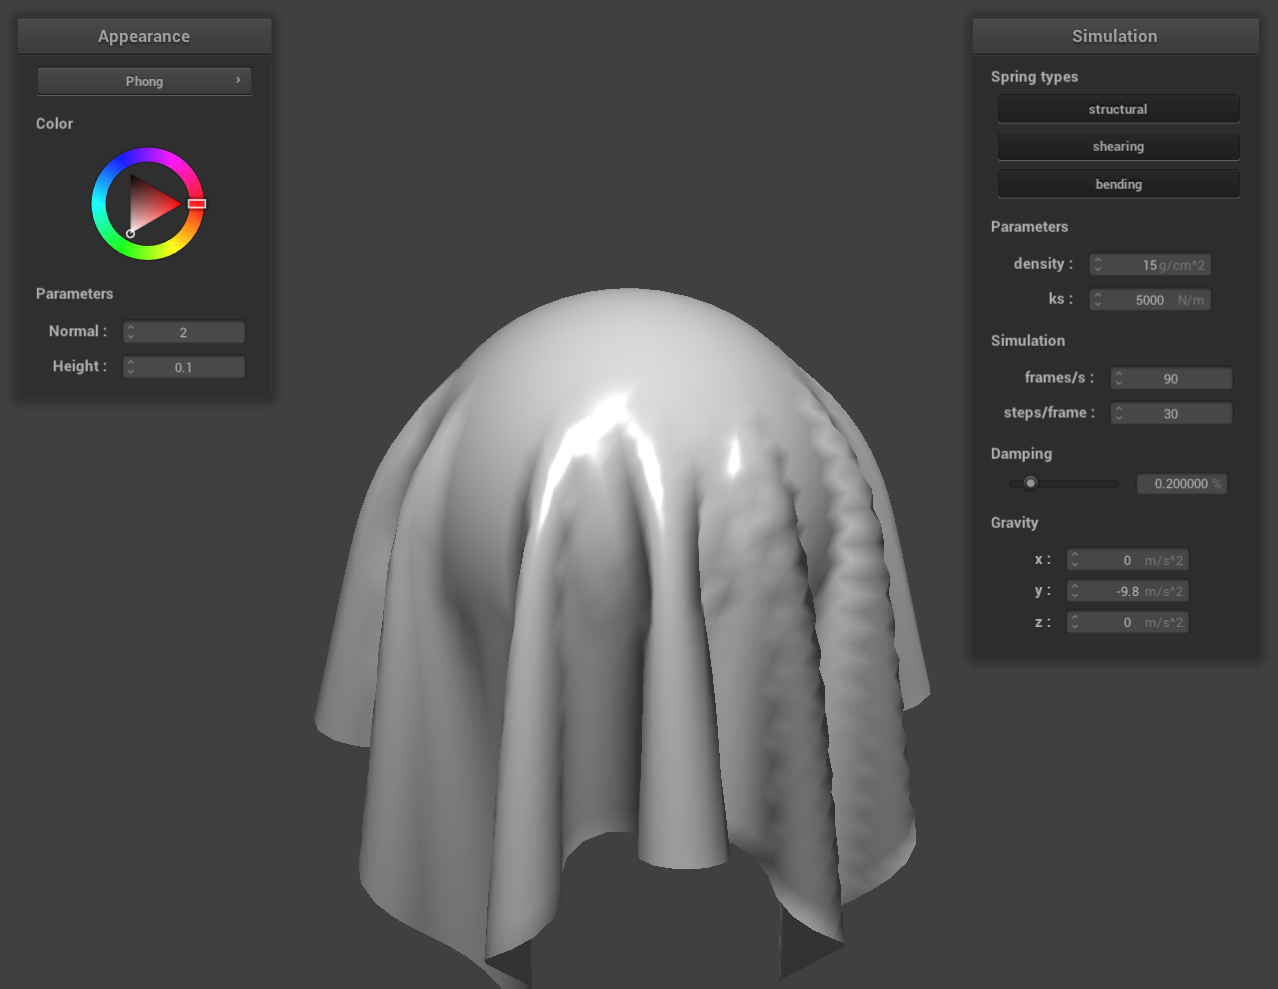 Appearance
Phong ›
Color
Parameters
Normal : 2
Height : 0.1
Simulation
Spring types
structural
shearing
bending
Parameters
density : 15 g/cm^2
ks : 5000 N/m
Simulation
frames/s : 90
steps/frame : 30
Damping
0.200000 %
Gravity
x : 0 m/s^2
y : -9.8 m/s^2
z : 0 m/s^2